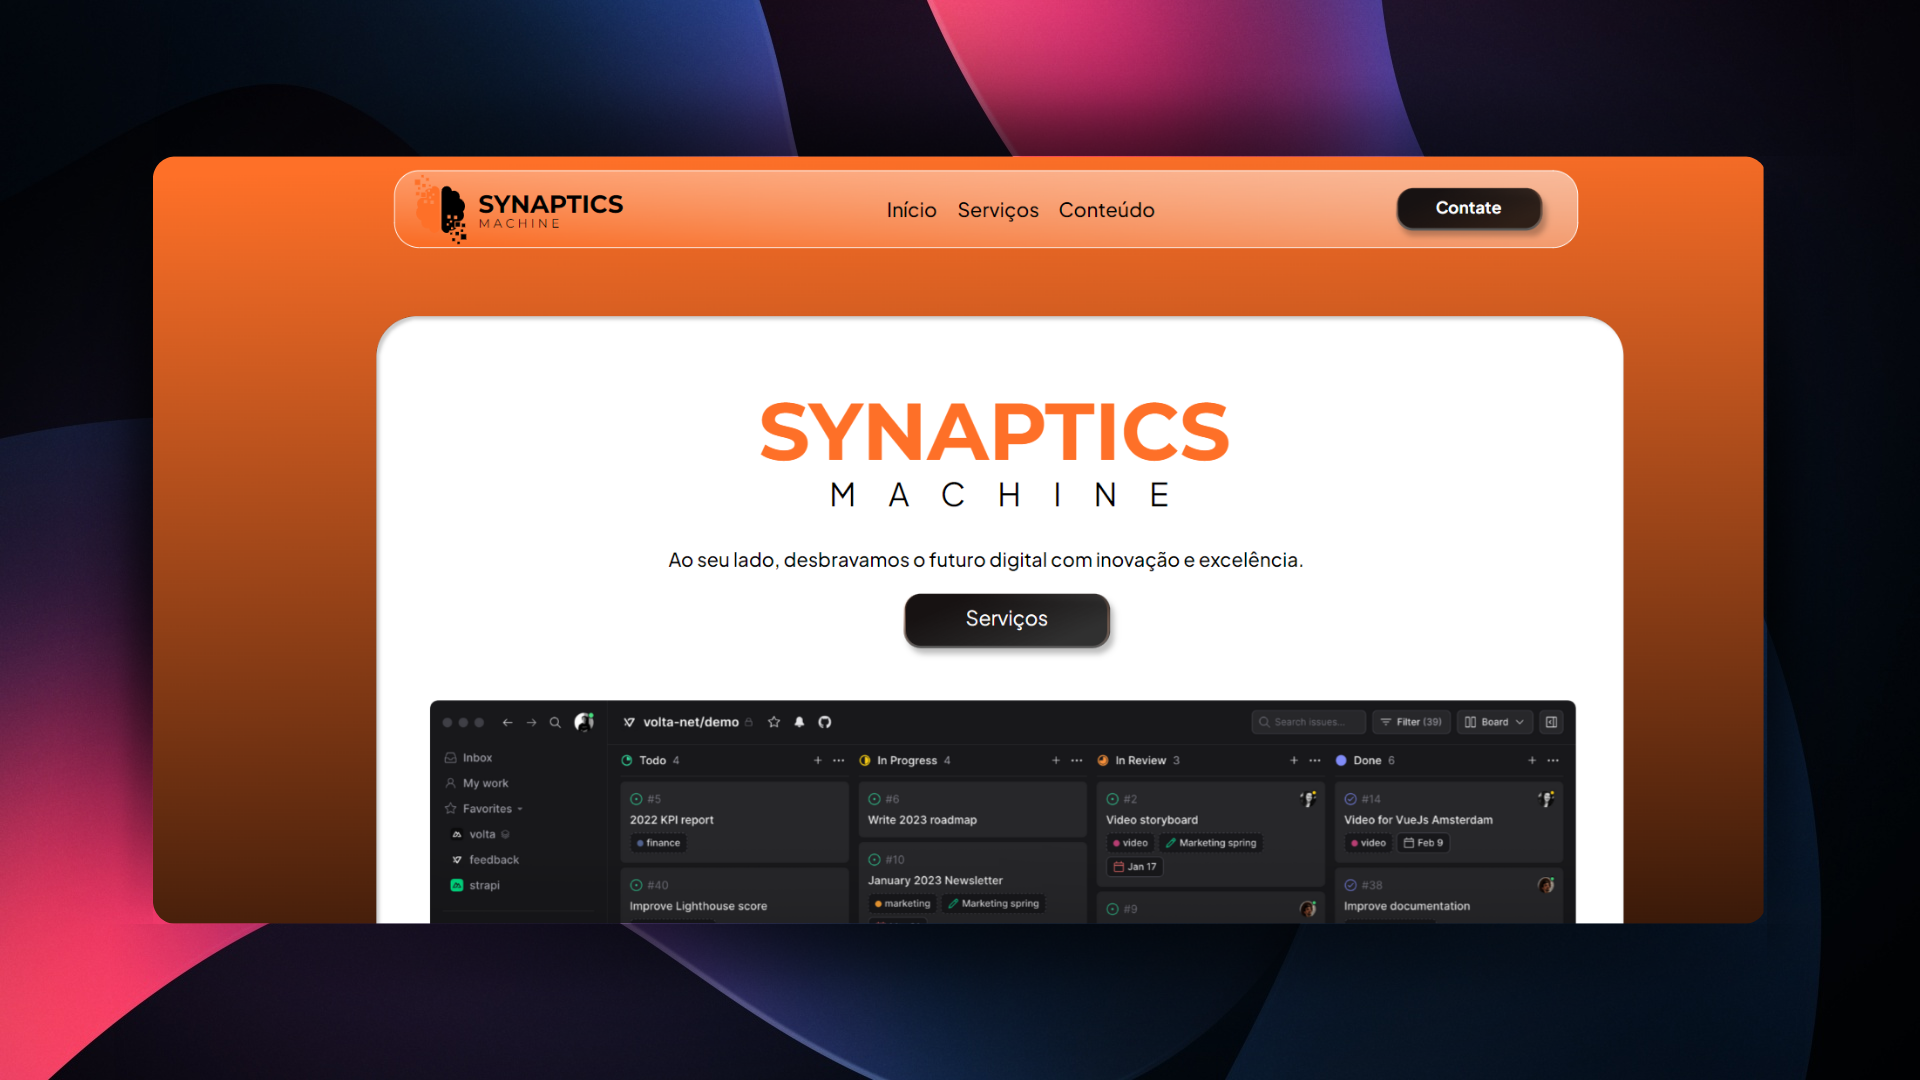 SYNAPTICS
MACHINE
Início Serviços Conteúdo
Contate
SYNAPTICS
MACHINE
Ao seu lado, desbravamos o futuro digital com inovação e excelência.
Serviços
volta-net/demo
Search issues...
Filter (39)
Board
Inbox
My work
Favorites
volta
feedback
strapi
Todo 4
#5
2022 KPI report
finance
#40
Improve Lighthouse score
In Progress 4
#6
Write 2023 roadmap
#10
January 2023 Newsletter
marketing Marketing spring
In Review 3
#2
Video storyboard
video Marketing spring
Jan 17
#9
Done 6
#14
Video for VueJs Amsterdam
video Feb 9
#38
Improve documentation